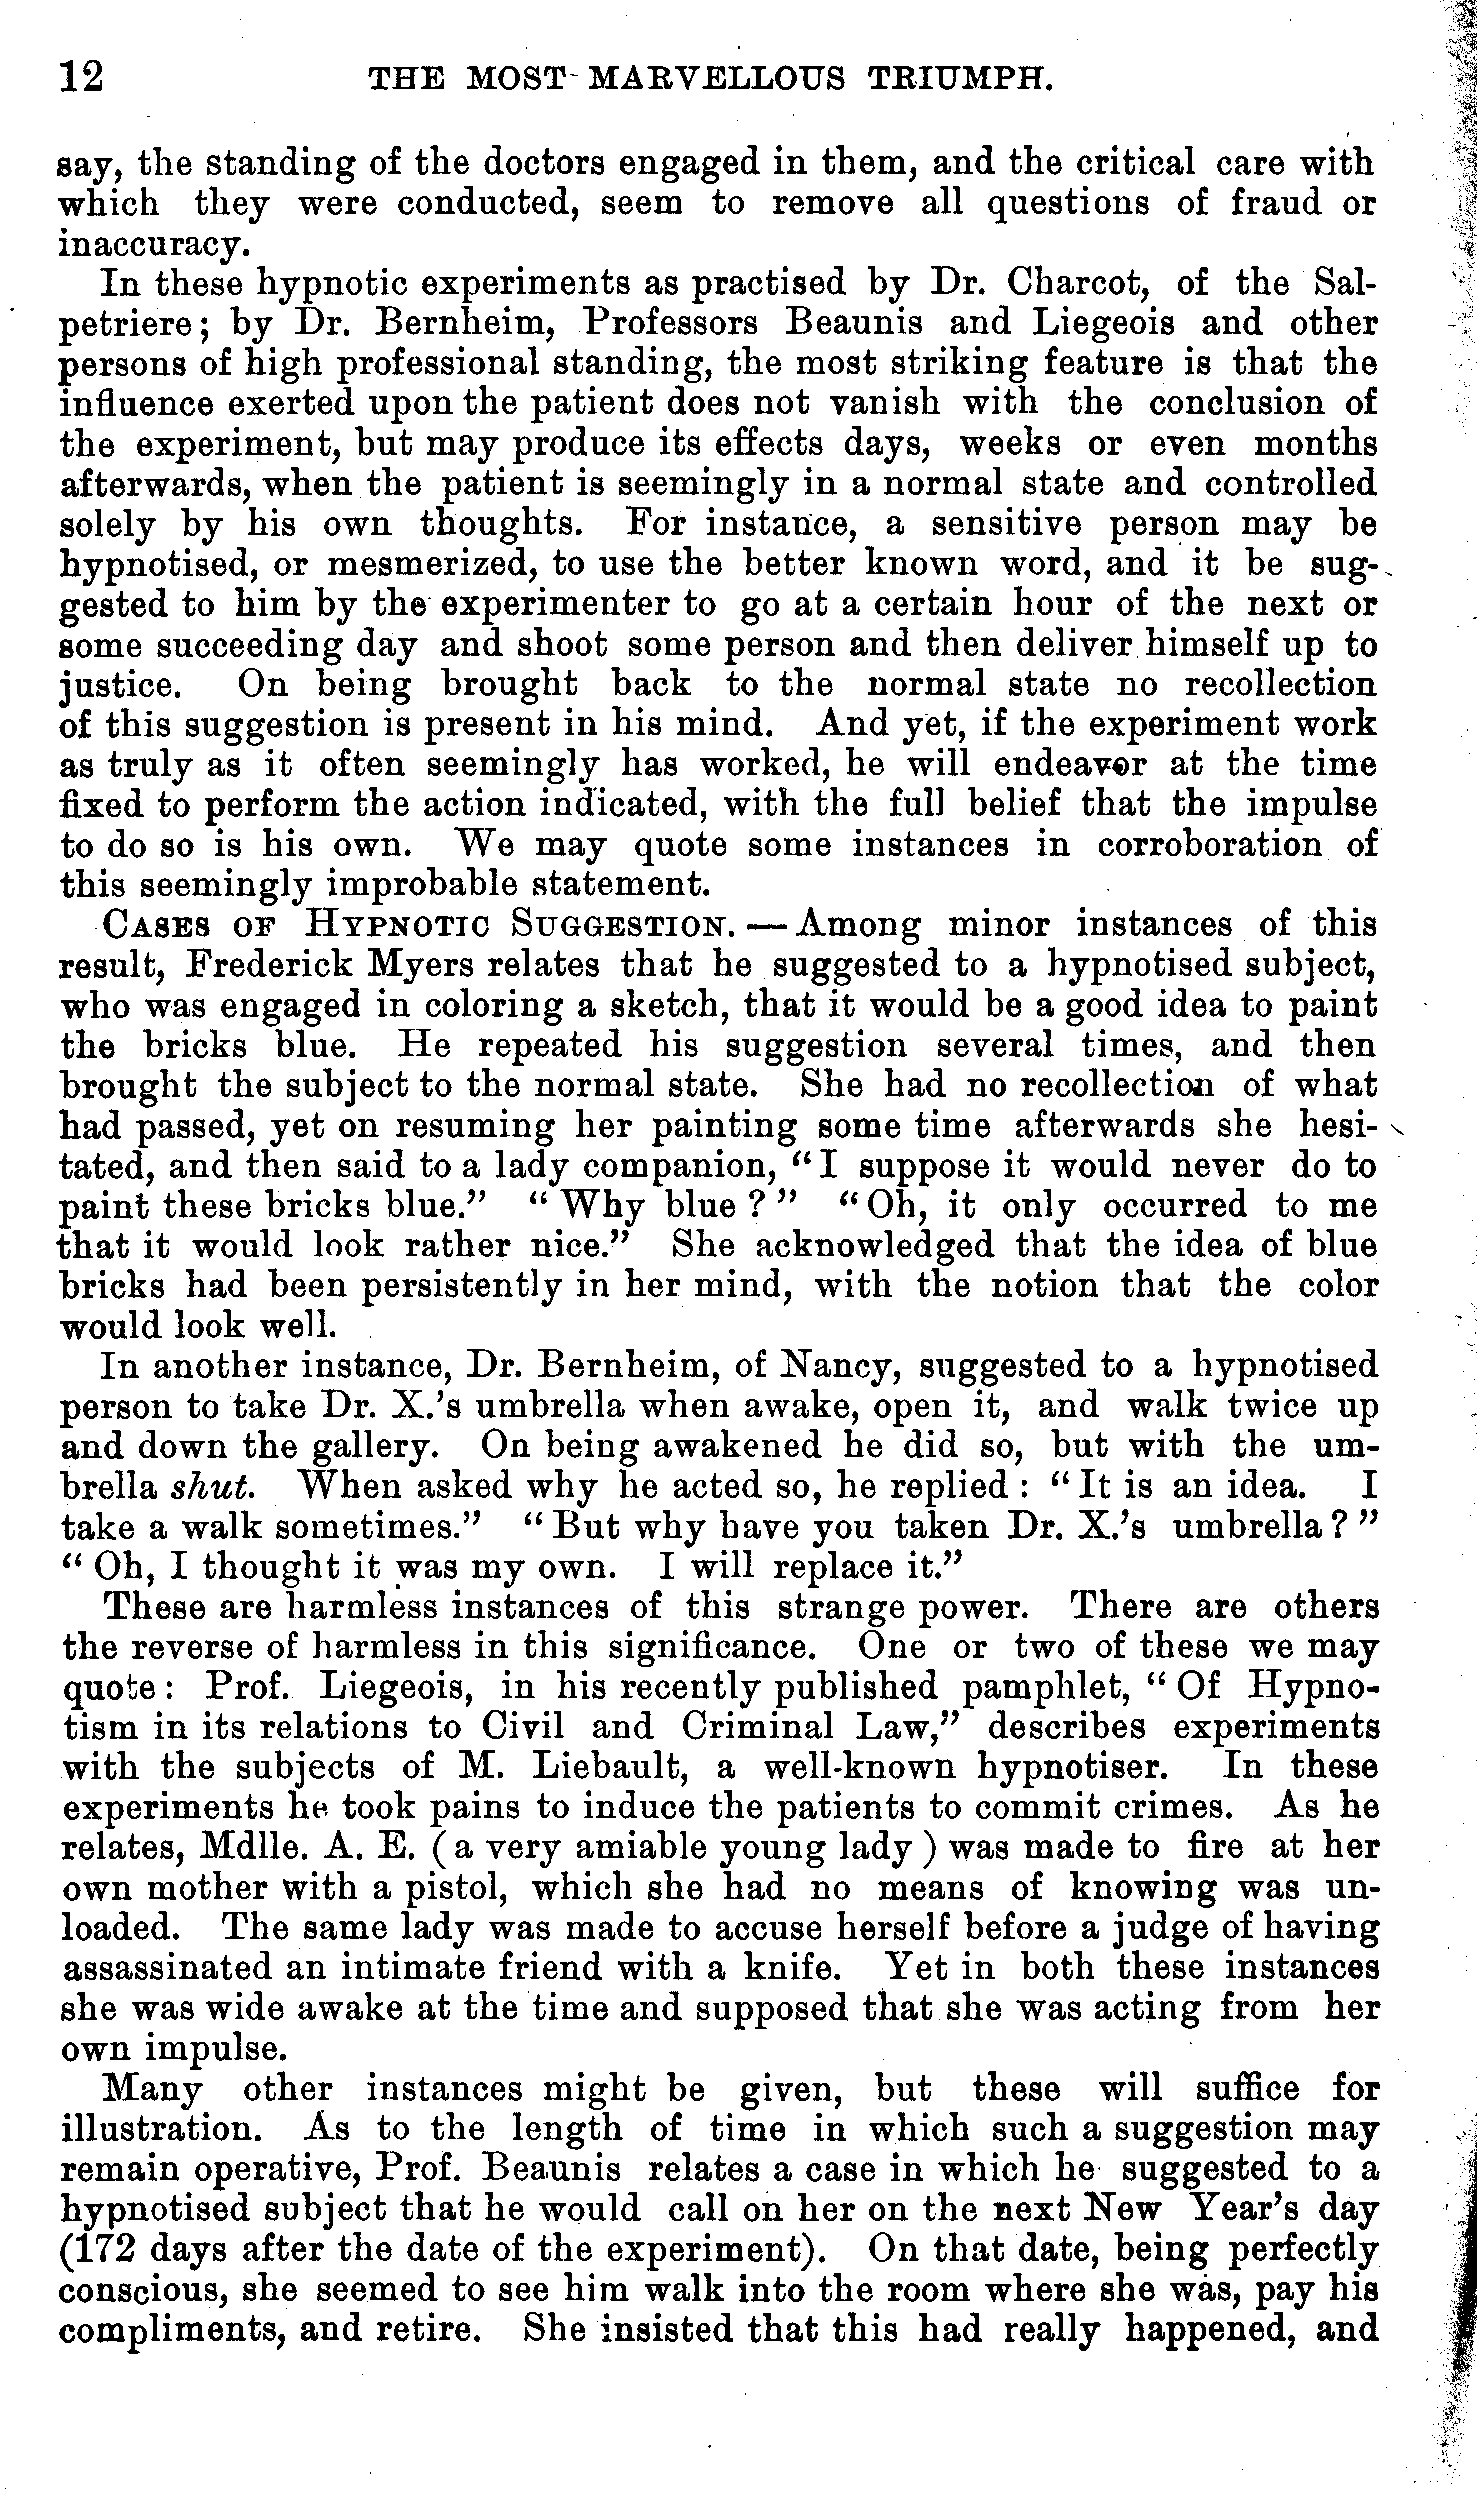 12 THE MOST MARVELLOUS TRIUMPH.
say, the standing of the doctors engaged in them, and the critical care with
which they were conducted, seem to remove all questions of fraud or
inaccuracy.
In these hypnotic experiments as practised by Dr. Charcot, of the Sal-
petriere; by Dr. Bernheim, Professors Beaunis and Liegeois and other
persons of high professional standing, the most striking feature is that the
influence exerted upon the patient does not vanish with the conclusion of
the experiment, but may produce its effects days, weeks or even months
afterwards, when the patient is seemingly in a normal state and controlled
solely by his own thoughts. For instance, a sensitive person may be
hypnotised, or mesmerized, to use the better known word, and it be sug-
gested to him by the experimenter to go at a certain hour of the next or
some succeeding day and shoot some person and then deliver himself up to
justice. On being brought back to the normal state no recollection
of this suggestion is present in his mind. And yet, if the experiment work
as truly as it often seemingly has worked, he will endeavor at the time
fixed to perform the action indicated, with the full belief that the impulse
to do so is his own. We may quote some instances in corroboration of
this seemingly improbable statement.
CASES OF HYPNOTIC SUGGESTION. — Among minor instances of this
result, Frederick Myers relates that he suggested to a hypnotised subject,
who was engaged in coloring a sketch, that it would be a good idea to paint
the bricks blue. He repeated his suggestion several times, and then
brought the subject to the normal state. She had no recollection of what
had passed, yet on resuming her painting some time afterwards she hesi-
tated, and then said to a lady companion, "I suppose it would never do to
paint these bricks blue." "Why blue?" "Oh, it only occurred to me
that it would look rather nice." She acknowledged that the idea of blue
bricks had been persistently in her mind, with the notion that the color
would look well.
In another instance, Dr. Bernheim, of Nancy, suggested to a hypnotised
person to take Dr. X.'s umbrella when awake, open it, and walk twice up
and down the gallery. On being awakened he did so, but with the um-
brella shut. When asked why he acted so, he replied: "It is an idea. I
take a walk sometimes." "But why have you taken Dr. X.'s umbrella?"
"Oh, I thought it was my own. I will replace it."
These are harmless instances of this strange power. There are others
the reverse of harmless in this significance. One or two of these we may
quote: Prof. Liegeois, in his recently published pamphlet, "Of Hypno-
tism in its relations to Civil and Criminal Law," describes experiments
with the subjects of M. Liebault, a well-known hypnotiser. In these
experiments he took pains to induce the patients to commit crimes. As he
relates, Mdlle. A. E. (a very amiable young lady) was made to fire at her
own mother with a pistol, which she had no means of knowing was un-
loaded. The same lady was made to accuse herself before a judge of having
assassinated an intimate friend with a knife. Yet in both these instances
she was wide awake at the time and supposed that she was acting from her
own impulse.
Many other instances might be given, but these will suffice for
illustration. As to the length of time in which such a suggestion may
remain operative, Prof. Beaunis relates a case in which he suggested to a
hypnotised subject that he would call on her on the next New Year's day
(172 days after the date of the experiment). On that date, being perfectly
conscious, she seemed to see him walk into the room where she was, pay his
compliments, and retire. She insisted that this had really happened, and